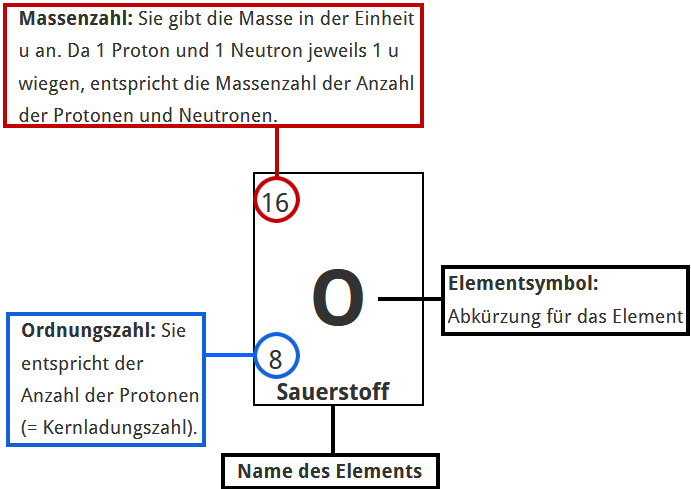 Massenzahl: Sie gibt die Masse in der Einheit
u an. Da 1 Proton und 1 Neutron jeweils 1 u
wiegen, entspricht die Massenzahl der Anzahl
der Protonen und Neutronen.
16
O
Elementsymbol:
Abkürzung für das Element
Ordnungszahl: Sie
entspricht der
Anzahl der Protonen
(= Kernladungszahl).
8
Sauerstoff
Name des Elements